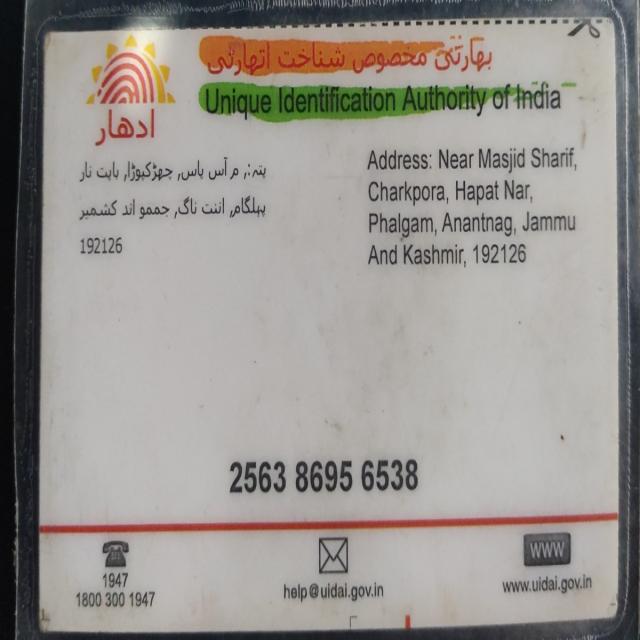 بھارتی مخصوص شناخت اتھارٹی
Unique Identification Authority of India
ادھار
پتہ:, م آس پاس, چھڑکپوڑا, باپت نار
پہلگام, اننت ناگ, جممو اند کشمیر
192126
Address: Near Masjid Sharif,
Charkpora, Hapat Nar,
Phalgam, Anantnag, Jammu
And Kashmir, 192126
2563 8695 6538
1947
1800 300 1947
help@uidai.gov.in
WWW
www.uidai.gov.in